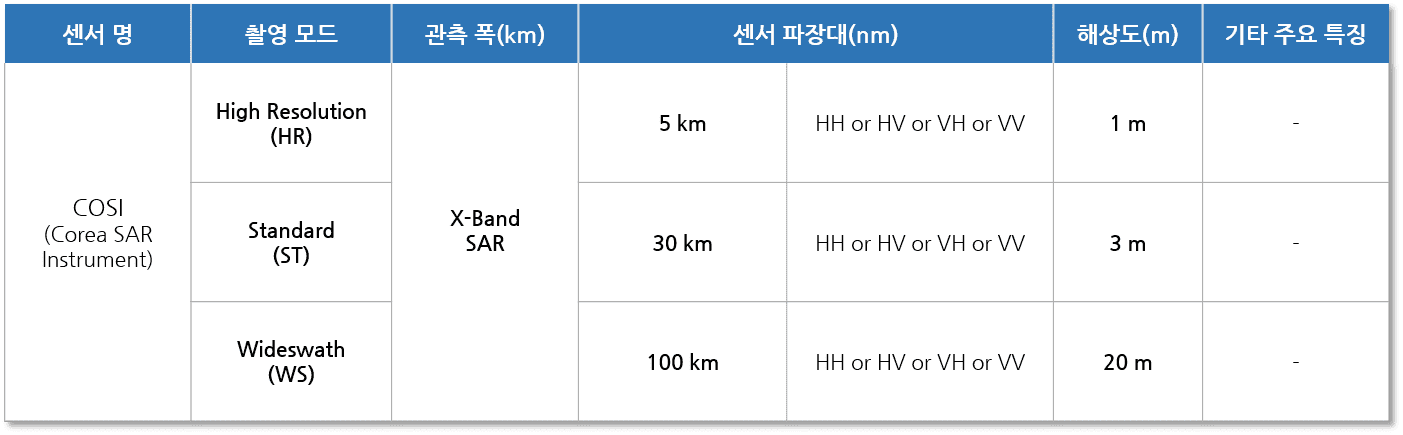 센서 명 촬영 모드 관측 폭(km) 센서 파장대(nm) 해상도(m) 기타 주요 특징
COSI
(Corea SAR
Instrument)
High Resolution
(HR)
X-Band
SAR
5 km HH or HV or VH or VV 1 m -
Standard
(ST)
30 km HH or HV or VH or VV 3 m -
Wideswath
(WS)
100 km HH or HV or VH or VV 20 m -